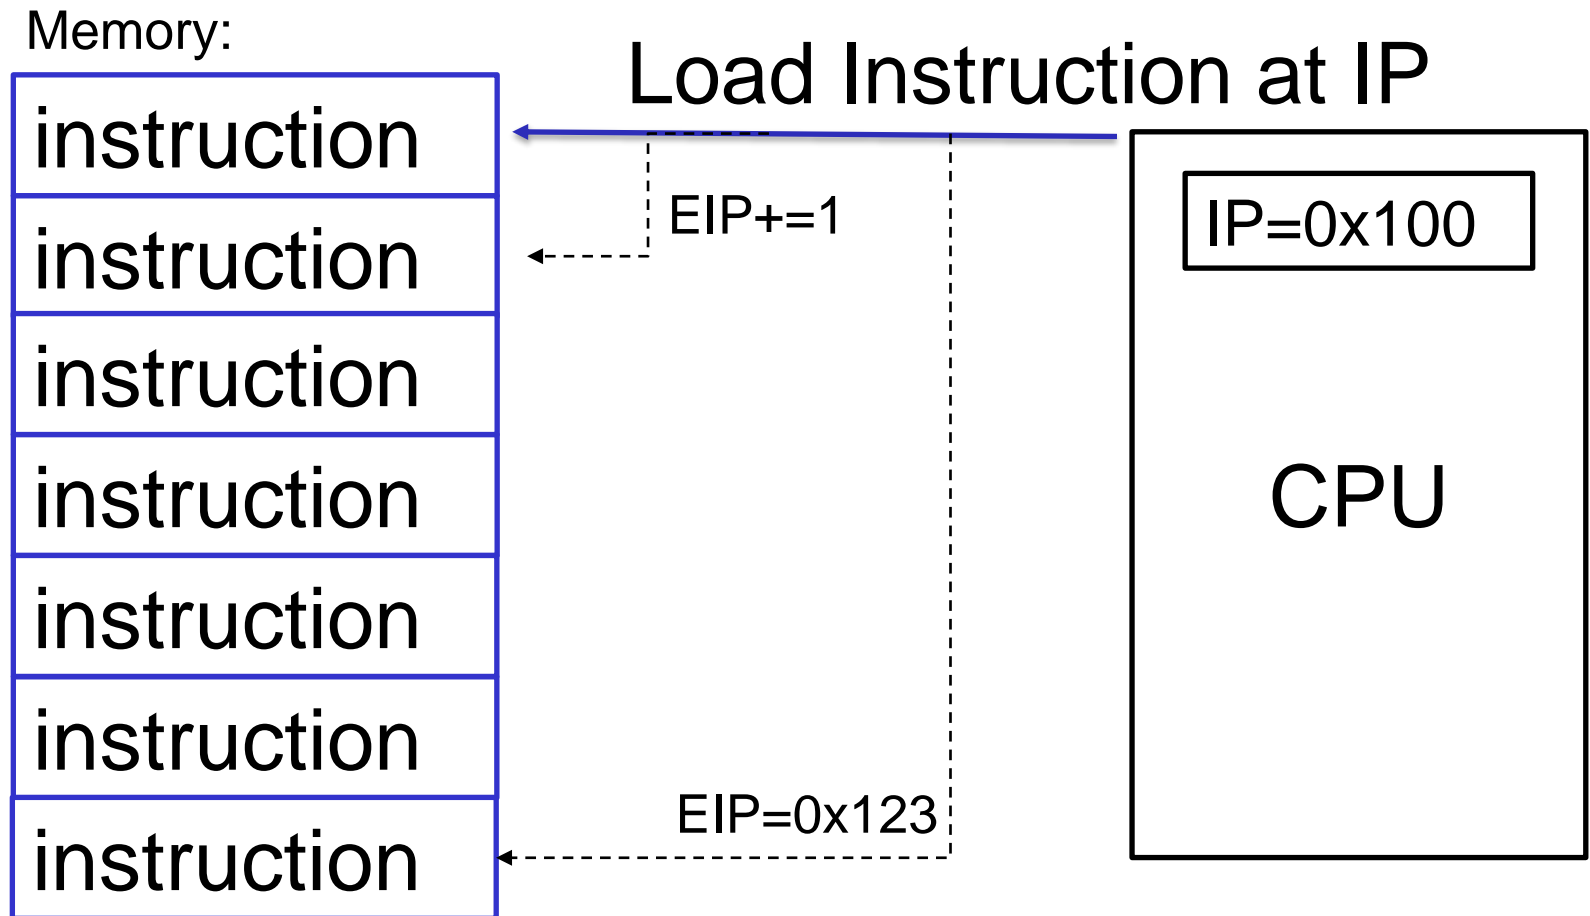 Memory:
Load Instruction at IP
instruction
instruction
instruction
instruction
instruction
instruction
instruction
EIP+=1
EIP=0x123
IP=0x100
CPU